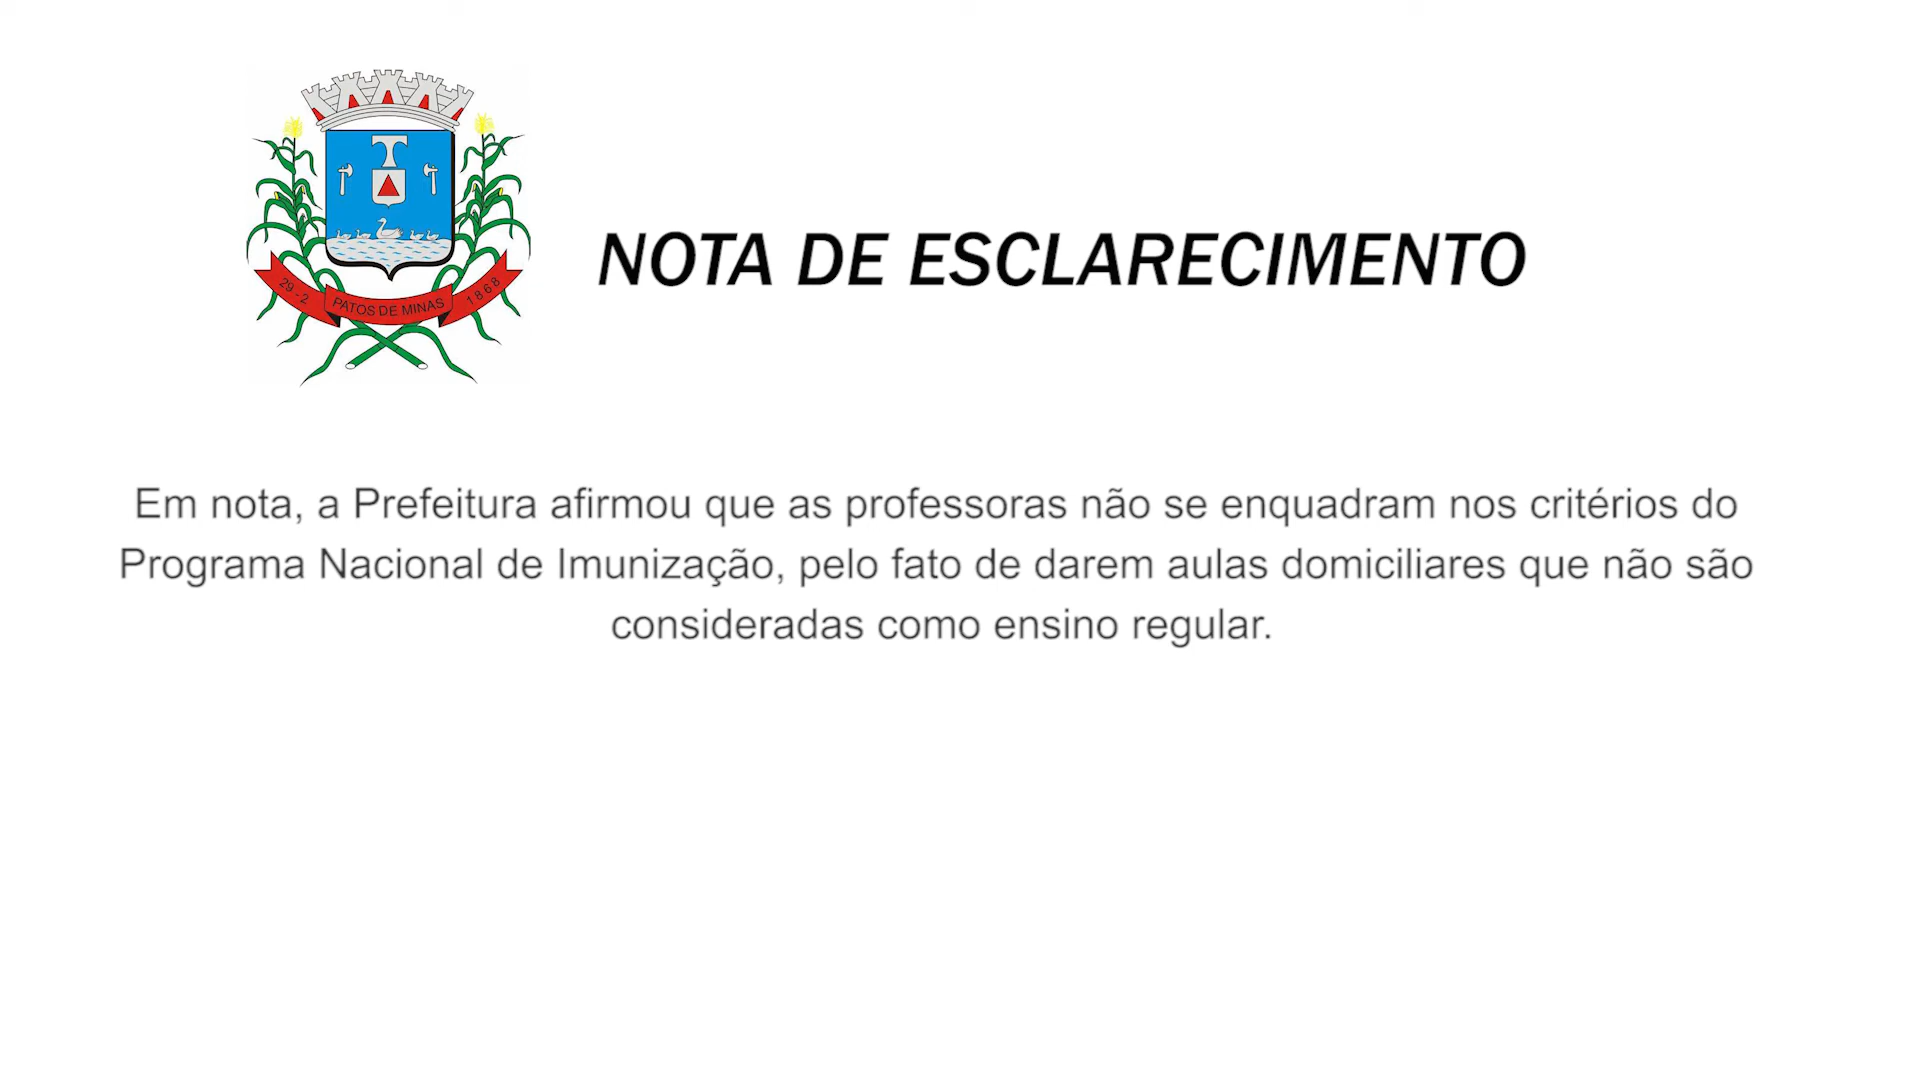 NOTA DE ESCLARECIMENTO
29-2
PATOS DE MINAS
1868
Em nota, a Prefeitura afirmou que as professoras não se enquadram nos critérios do
Programa Nacional de Imunização, pelo fato de darem aulas domiciliares que não são
consideradas como ensino regular.